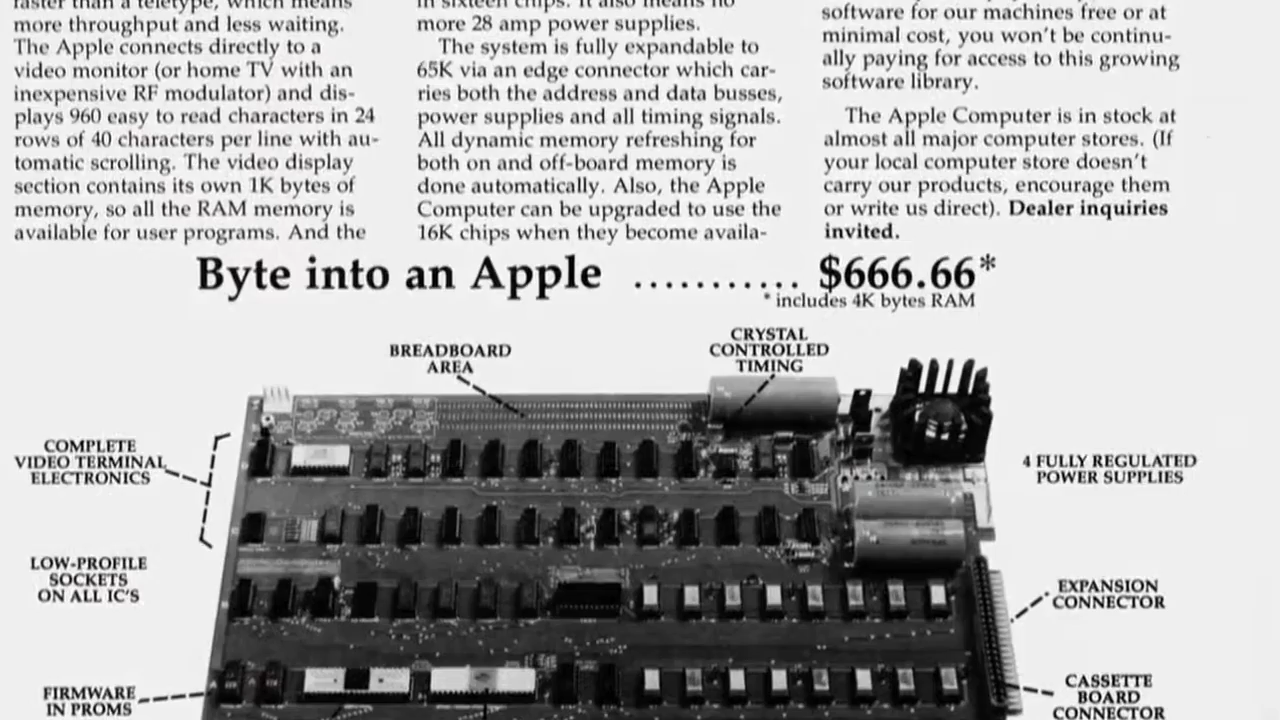 faster than a teletype, which means
more throughput and less waiting.
The Apple connects directly to a
video monitor (or home TV with an
inexpensive RF modulator) and dis-
plays 960 easy to read characters in 24
rows of 40 characters per line with au-
tomatic scrolling. The video display
section contains its own 1K bytes of
memory, so all the RAM memory is
available for user programs. And the
in sixteen chips. It also means no
more 28 amp power supplies.
The system is fully expandable to
65K via an edge connector which car-
ries both the address and data busses,
power supplies and all timing signals.
All dynamic memory refreshing for
both on and off-board memory is
done automatically. Also, the Apple
Computer can be upgraded to use the
16K chips when they become availa-
software for our machines free or at
minimal cost, you won't be continu-
ally paying for access to this growing
software library.
The Apple Computer is in stock at
almost all major computer stores. (If
your local computer store doesn't
carry our products, encourage them
or write us direct). Dealer inquiries
invited.
Byte into an Apple ........... $666.66*
* includes 4K bytes RAM
BREADBOARD
AREA
CRYSTAL
CONTROLLED
TIMING
COMPLETE
VIDEO TERMINAL
ELECTRONICS
4 FULLY REGULATED
POWER SUPPLIES
LOW-PROFILE
SOCKETS
ON ALL IC'S
EXPANSION
CONNECTOR
FIRMWARE
IN PROMS
CASSETTE
BOARD
CONNECTOR